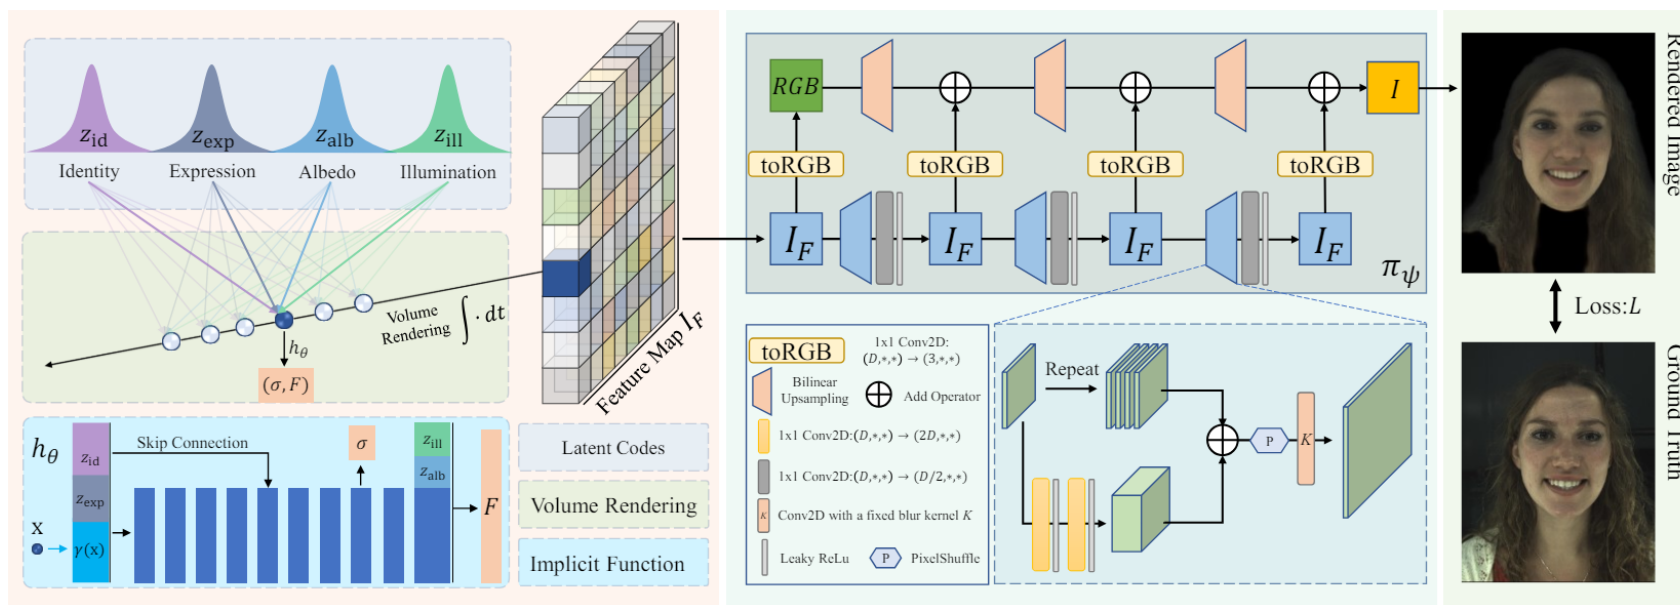 z_id
z_exp
z_alb
z_ill
Identity
Expression
Albedo
Illumination
Volume
Rendering ∫ · dt
h_θ
(σ, F)
Feature Map I_F
h_θ
z_id
z_exp
γ(x)
X
Skip Connection
σ
z_ill
z_alb
F
Latent Codes
Volume Rendering
Implicit Function
RGB
I
toRGB
toRGB
toRGB
toRGB
I_F
I_F
I_F
I_F
π_ψ
toRGB
1x1 Conv2D:
(D,*,*) → (3,*,*)
Bilinear
Upsampling
Add Operator
1x1 Conv2D:(D,*,*) → (2D,*,*)
1x1 Conv2D:(D,*,*) → (D/2,*,*)
K
Conv2D with a fixed blur kernel K
Leaky ReLu
P
PixelShuffle
Repeat
P
K
Rendered Image
Loss:L
Ground Truth